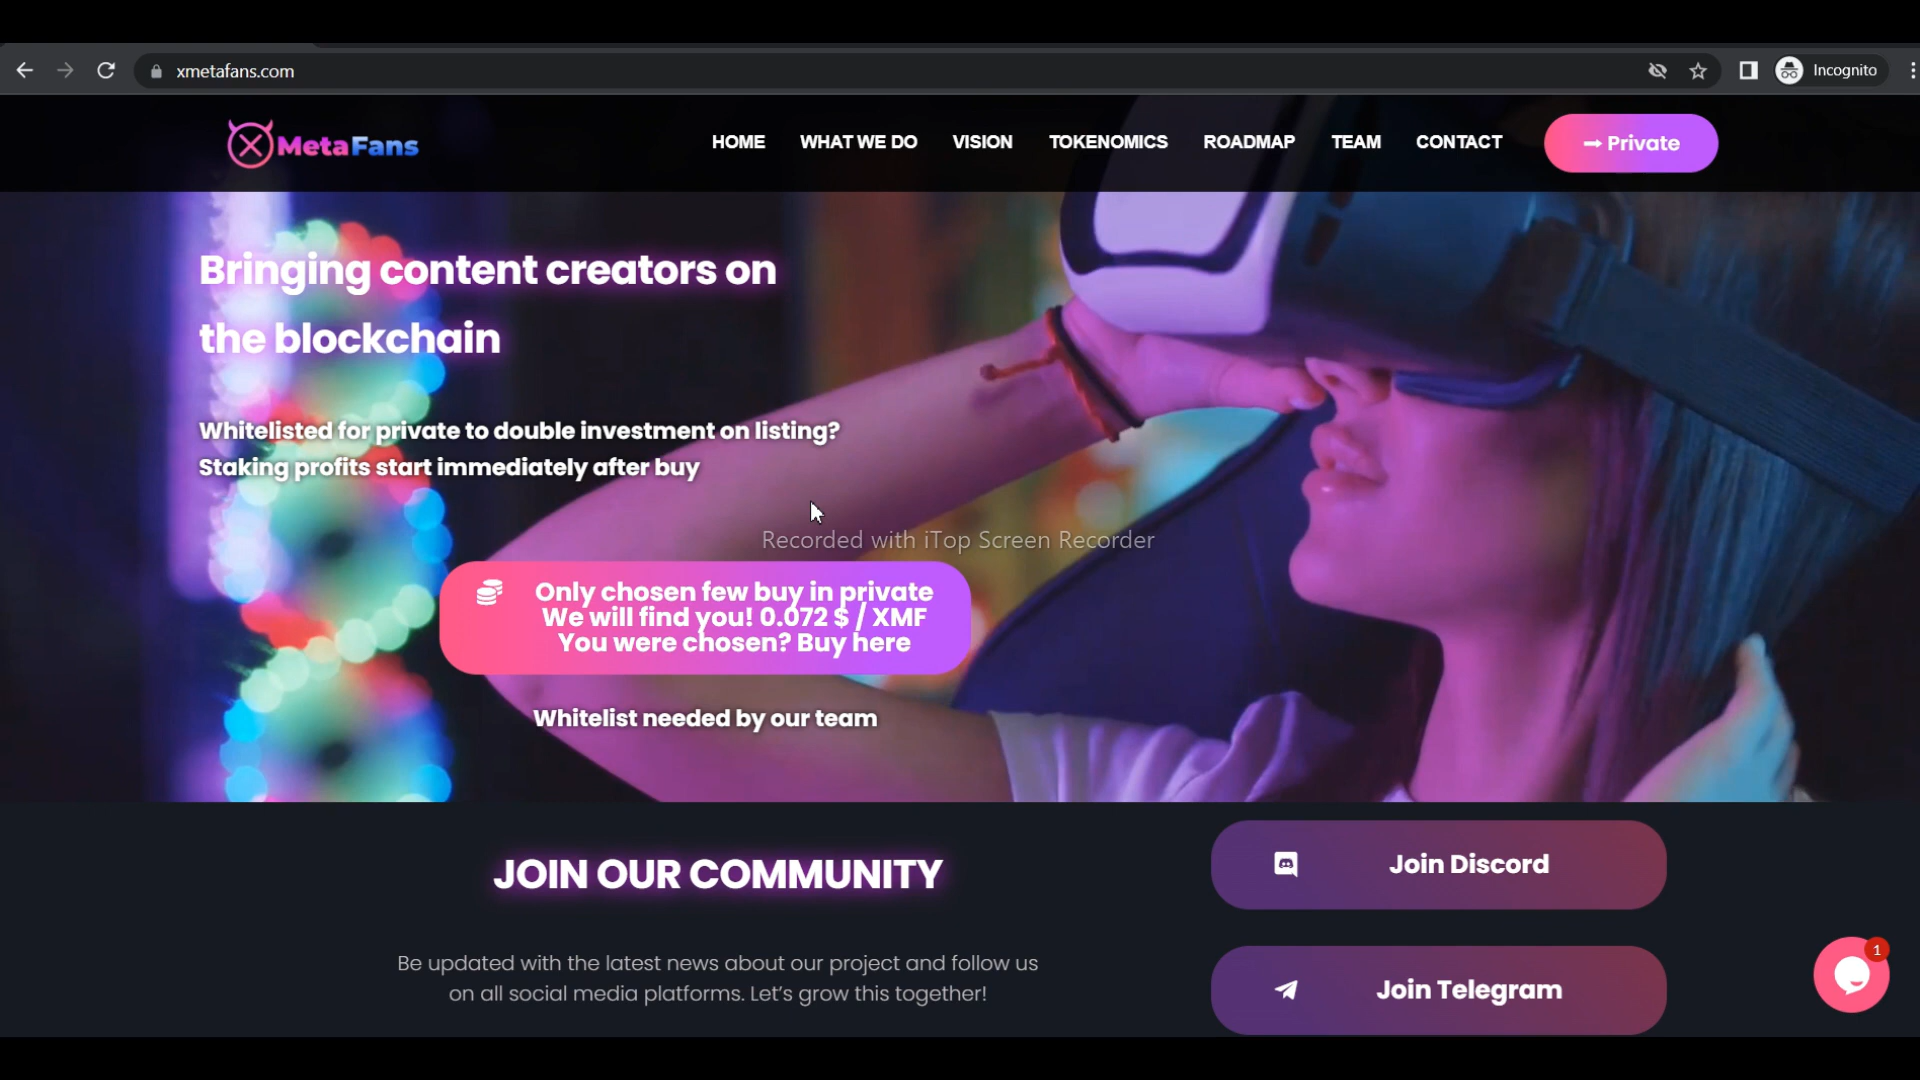 xmetafans.com
Incognito
MetaFans
HOME
WHAT WE DO
VISION
TOKENOMICS
ROADMAP
TEAM
CONTACT
Private
Bringing content creators on
the blockchain
Whitelisted for private to double investment on listing?
Staking profits start immediately after buy
Recorded with iTop Screen Recorder
Only chosen few buy in private
We will find you! 0.072 $ / XMF
You were chosen? Buy here
Whitelist needed by our team
JOIN OUR COMMUNITY
Be updated with the latest news about our project and follow us
on all social media platforms. Let’s grow this together!
Join Discord
Join Telegram
1